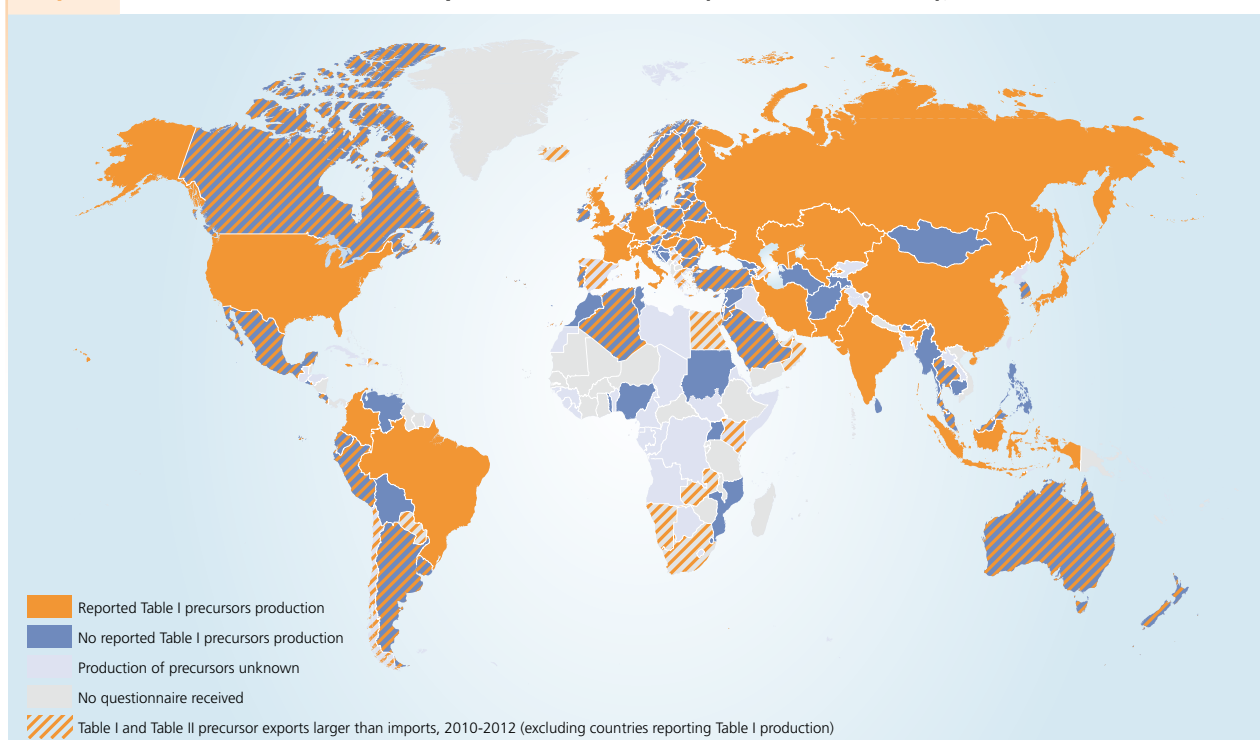 Reported Table I precursors production
No reported Table I precursors production
Production of precursors unknown
No questionnaire received
Table I and Table II precursor exports larger than imports, 2010-2012 (excluding countries reporting Table I production)